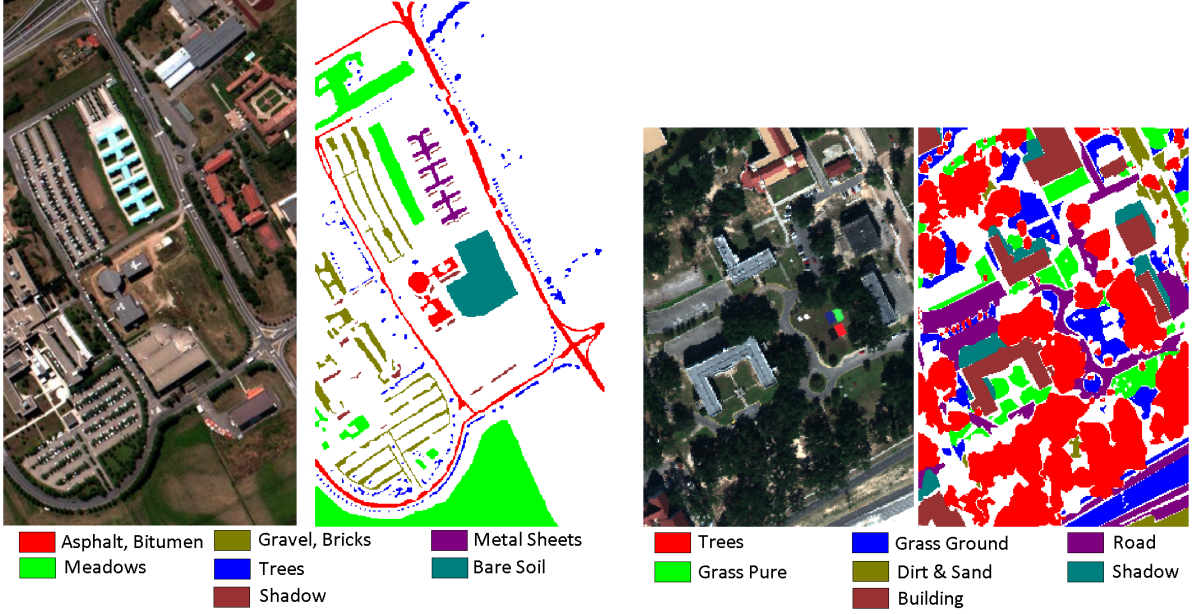 Asphalt, Bitumen
Gravel, Bricks
Metal Sheets
Meadows
Trees
Bare Soil
Shadow
Trees
Grass Ground
Road
Grass Pure
Dirt & Sand
Shadow
Building